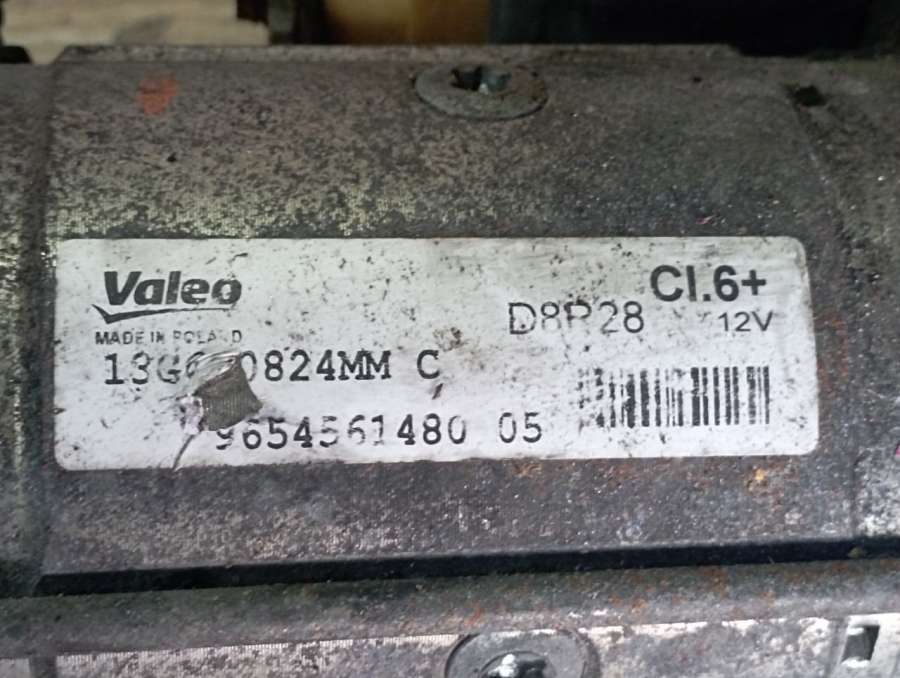 Valeo
Cl.6+
D8R28 12V
MADE IN POLAND
0824MM C
9654561480 05